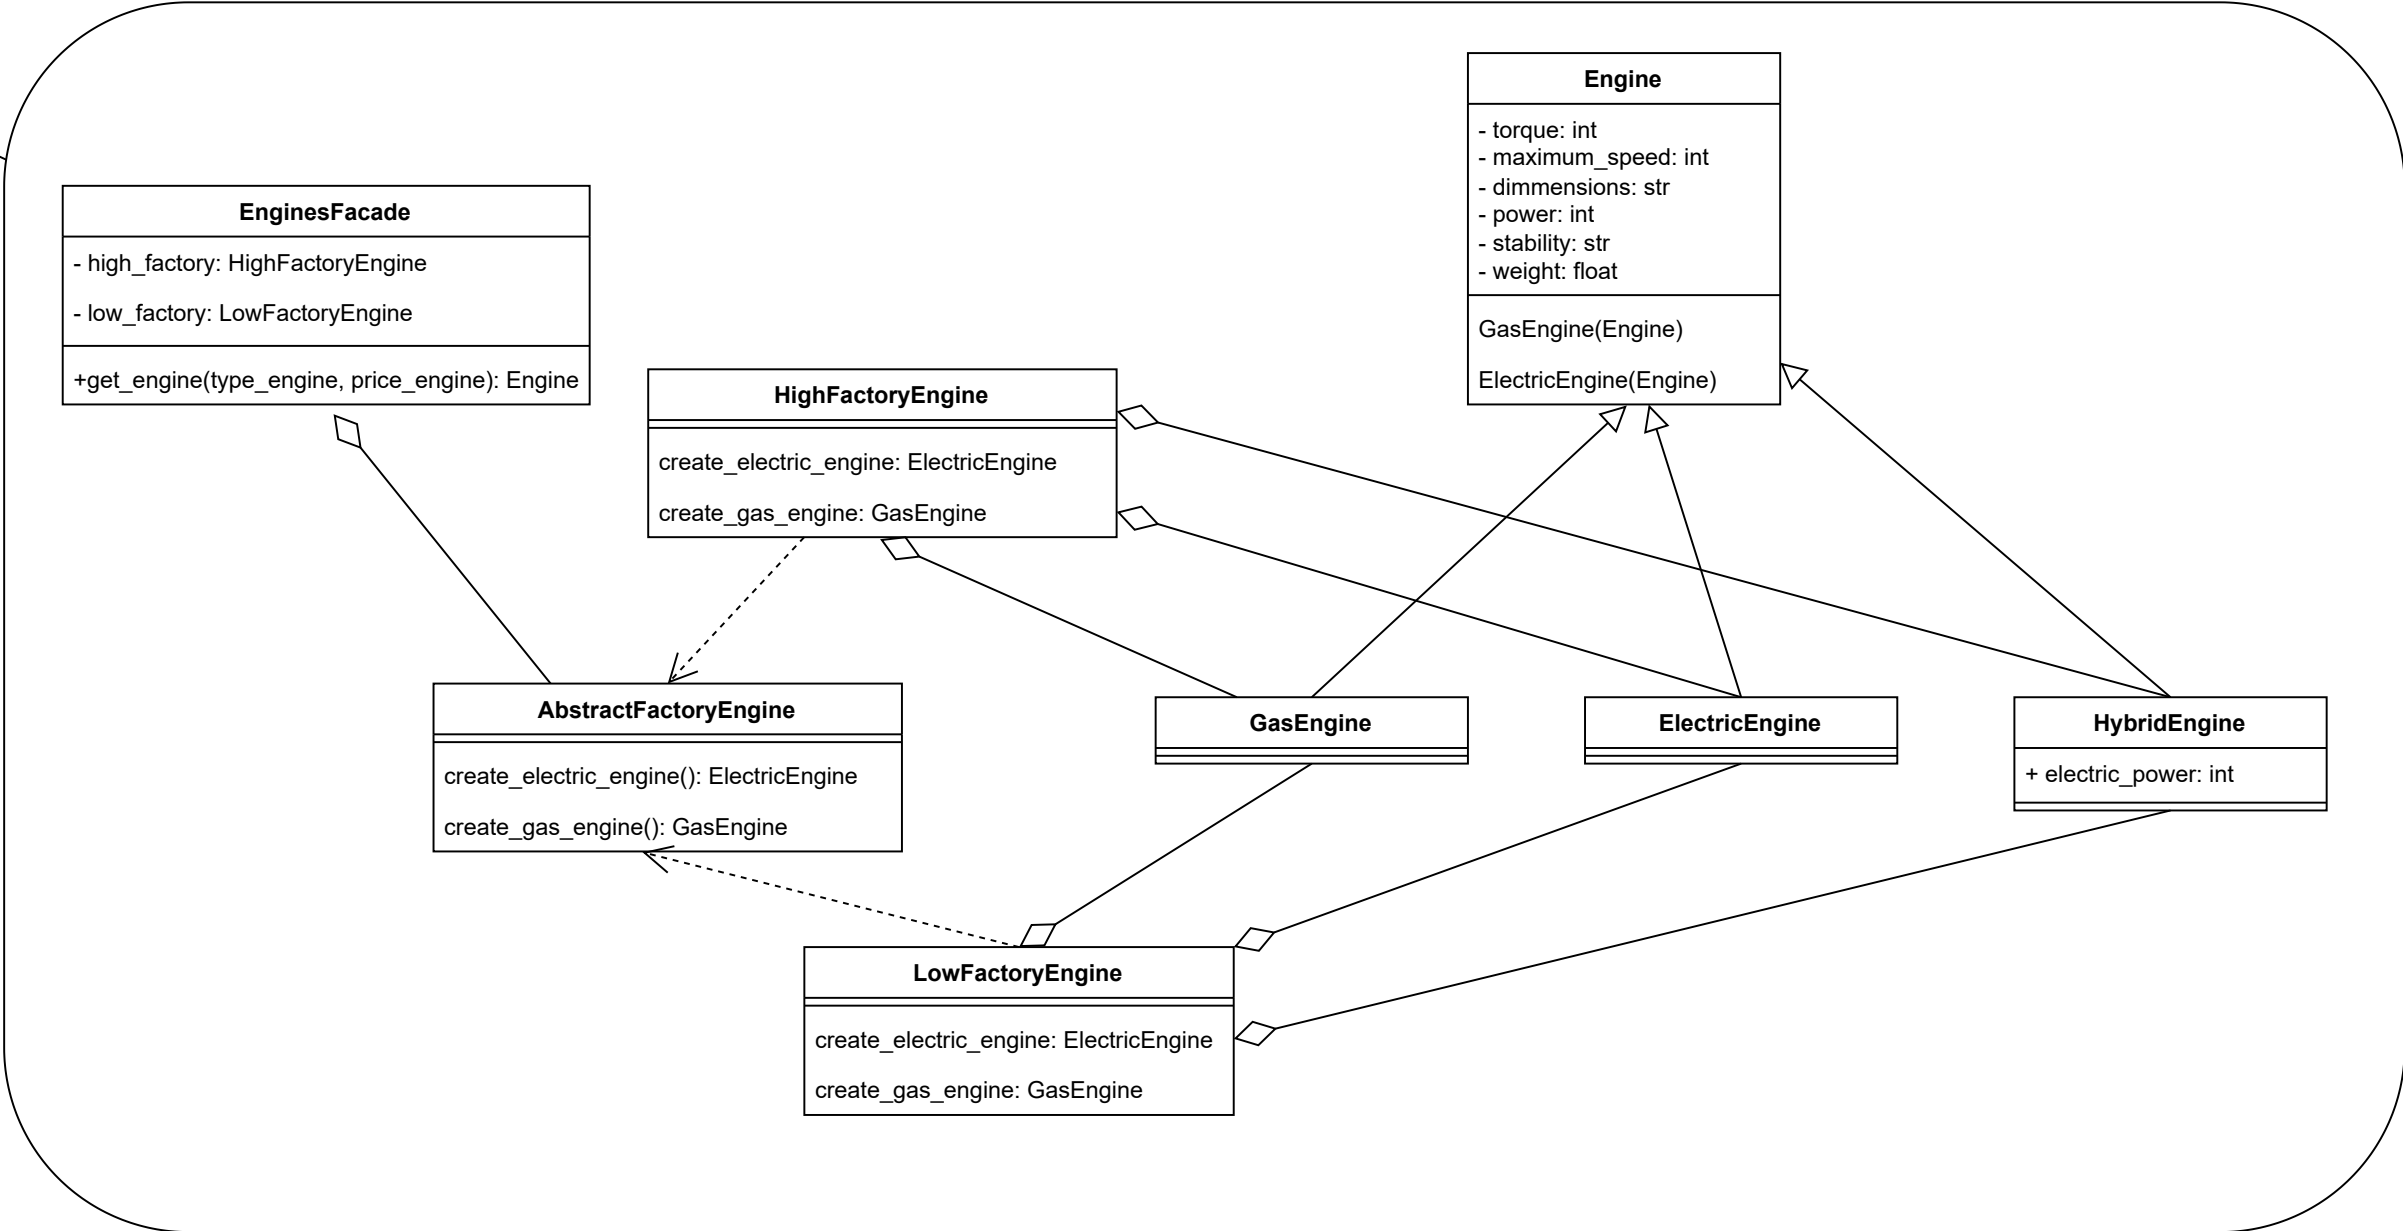 Engine
- torque: int
- maximum_speed: int
- dimmensions: str
- power: int
- stability: str
- weight: float
GasEngine(Engine)
ElectricEngine(Engine)
EnginesFacade
- high_factory: HighFactoryEngine
- low_factory: LowFactoryEngine
+get_engine(type_engine, price_engine): Engine
HighFactoryEngine
create_electric_engine: ElectricEngine
create_gas_engine: GasEngine
AbstractFactoryEngine
create_electric_engine(): ElectricEngine
create_gas_engine(): GasEngine
GasEngine
ElectricEngine
HybridEngine
+ electric_power: int
LowFactoryEngine
create_electric_engine: ElectricEngine
create_gas_engine: GasEngine